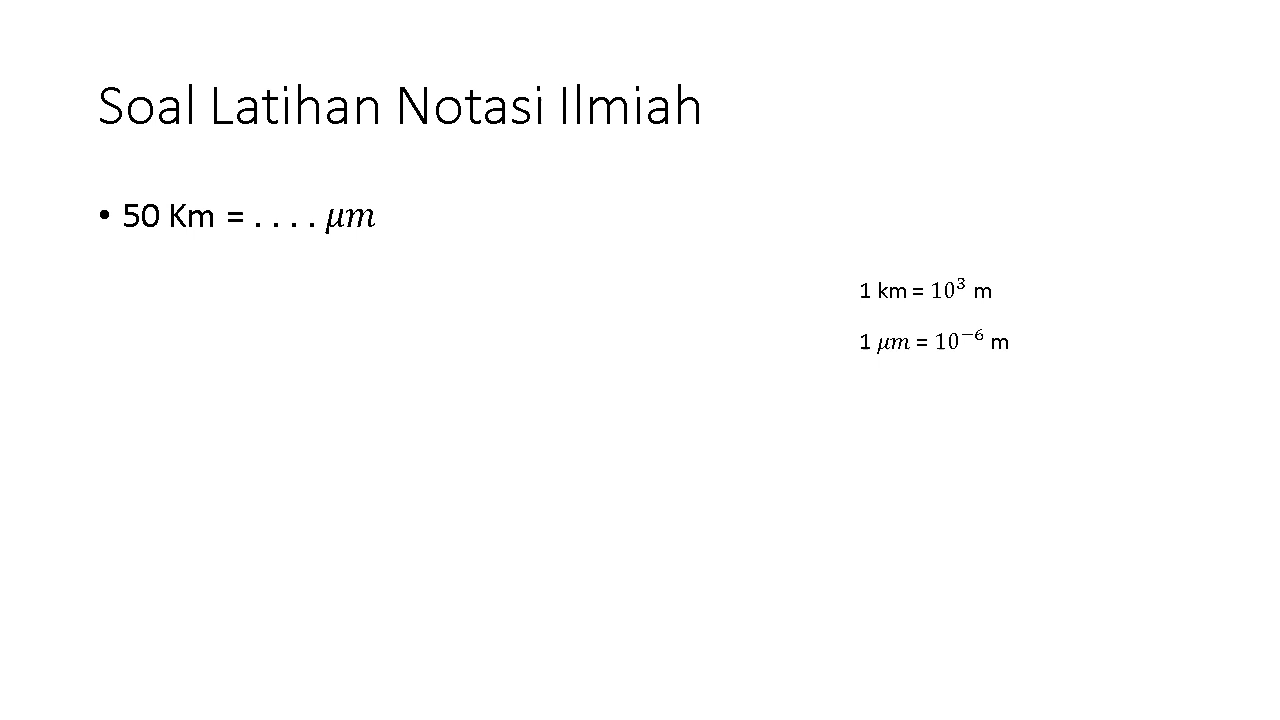 Soal Latihan Notasi Ilmiah
• 50 Km = . . . . 𝜇𝑚
1 km = 10³ m
1 𝜇𝑚 = 10⁻⁶ m